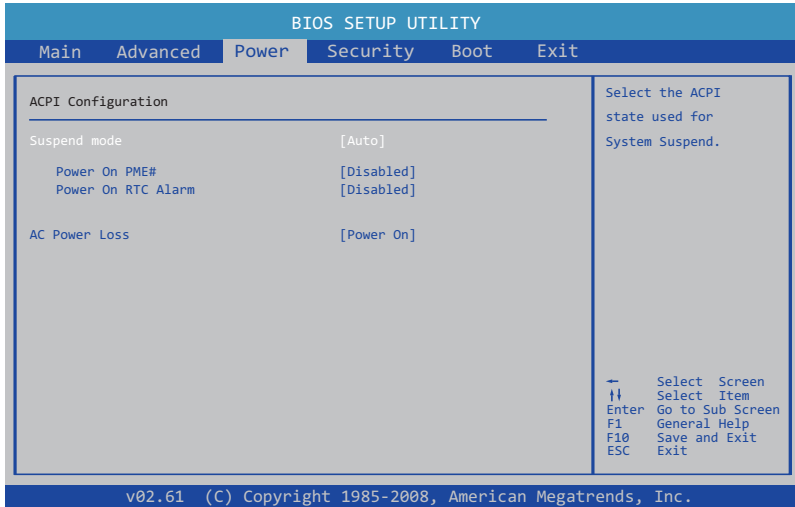 BIOS SETUP UTILITY
Main Advanced Power Security Boot Exit
ACPI Configuration
Suspend mode [Auto]
Power On PME# [Disabled]
Power On RTC Alarm [Disabled]
AC Power Loss [Power On]
Select the ACPI
state used for
System Suspend.
← Select Screen
↑↓ Select Item
Enter Go to Sub Screen
F1 General Help
F10 Save and Exit
ESC Exit
v02.61 (C) Copyright 1985-2008, American Megatrends, Inc.